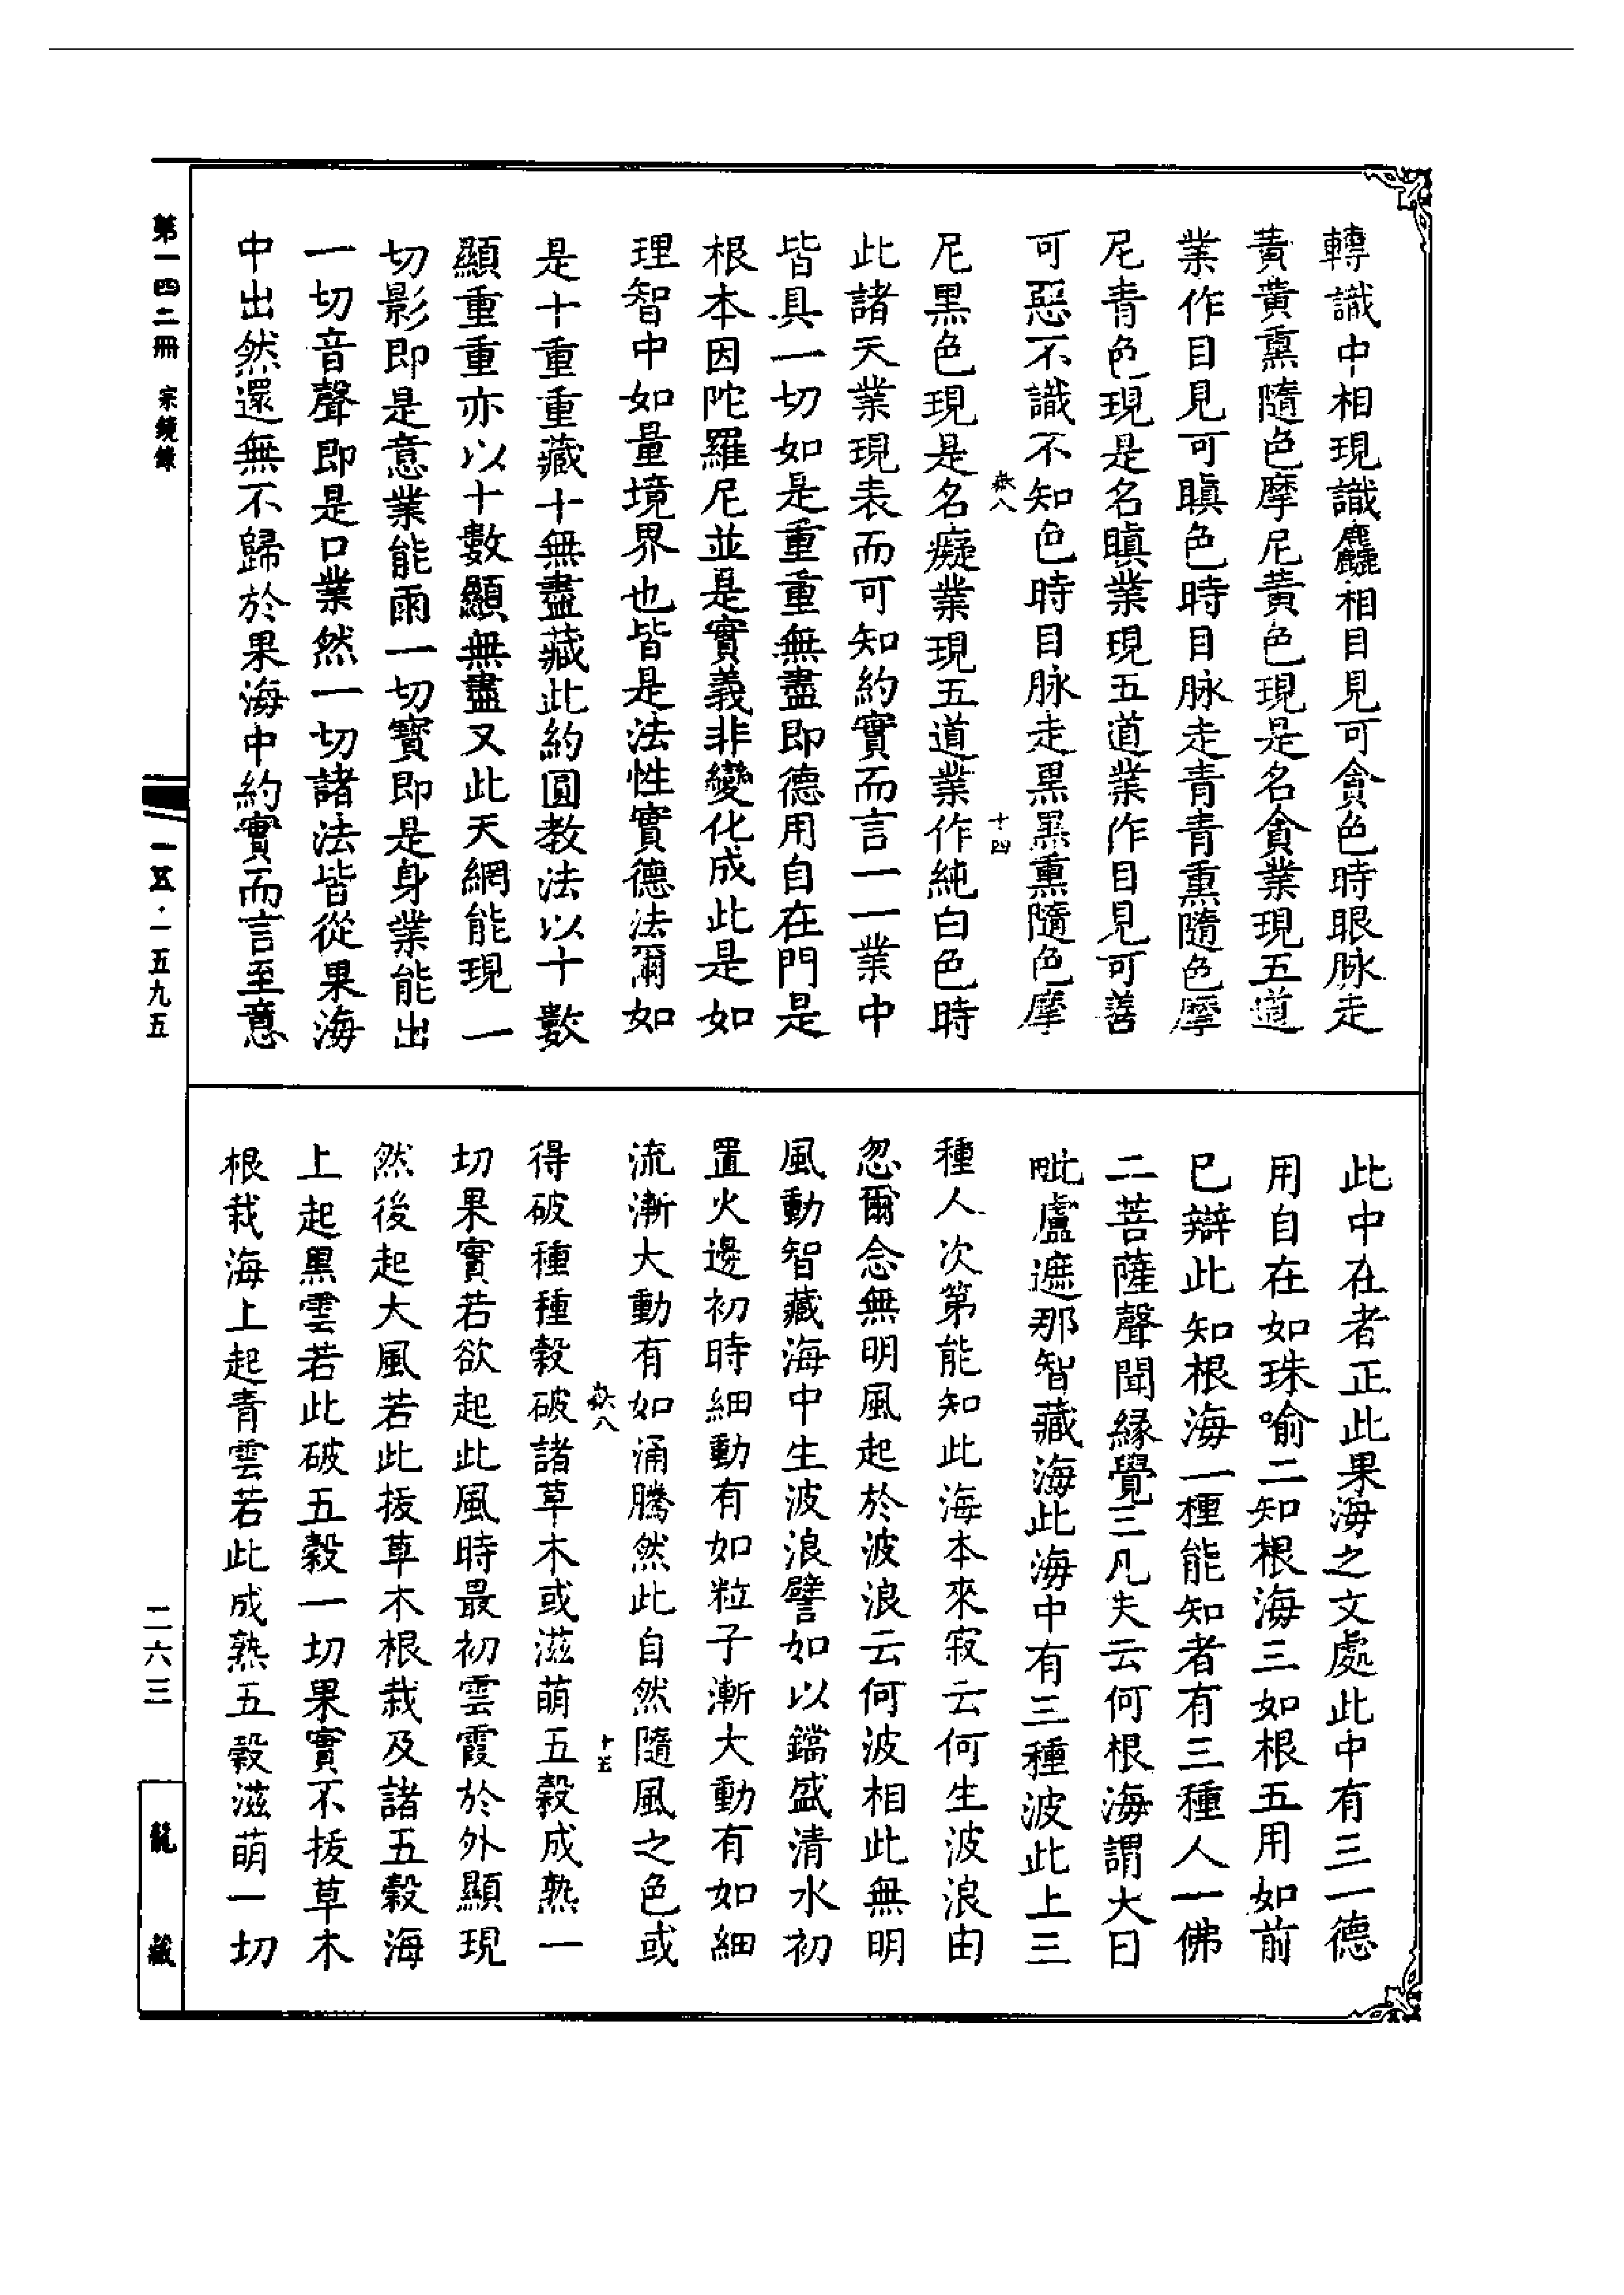 轉識中相現識麤相目見可貪色時眼脉走
黃黃熏隨色摩尼黃色現是名貪業現五道
業作目見可瞋色時目脉走青青熏隨色摩
尼青色現是名瞋業現五道業作目見可善
可惡不識不知色時目脉走黑黑熏隨色摩
嶽八
十四
尼黑色現是名癡業現五道業作純白色時
此諸天業現表而可知約實而言一一業中
皆具一切如是重重無盡即德用自在門是
根本因陀羅尼並是實義非變化成此是如
理智中如量境界也皆是法性實德法爾如
是十重重藏十無盡藏此約圓教法以十數
顯重重亦以十數顯無盡又此天網能現一
切影即是意業能雨一切寶即是身業能出
一切音聲即是口業然一切諸法皆從果海
中出然還無不歸於果海中約實而言至意
此中在者正此果海之文處此中有三一德
用自在如珠喻二知根海三如根五用如前
巳辯此知根海一種能知者有三種人一佛
二菩薩聲聞緣覺三凡夫云何根海謂大日
毗盧遮那智藏海此海中有三種波此上三
種人次第能知此海本來寂云何生波浪由
忽爾念無明風起於波浪云何波相此無明
風動智藏海中生波浪譬如以鐺盛清水初
置火邊初時細動有如粒子漸大動有如細
流漸大動有如涌騰然此自然隨風之色或
嶽八
十五
得破種種穀破諸草木或滋萌五穀成熟一
切果實若欲起此風時最初雲霞於外顯現
然後起大風若此拔草木根栽及諸五穀海
上起黑雲若此破五穀一切果實不拔草木
根栽海上起青雲若此成熟五穀滋萌一切
第一四二冊 宗鏡錄
一五·一五九五
二六三
龍藏